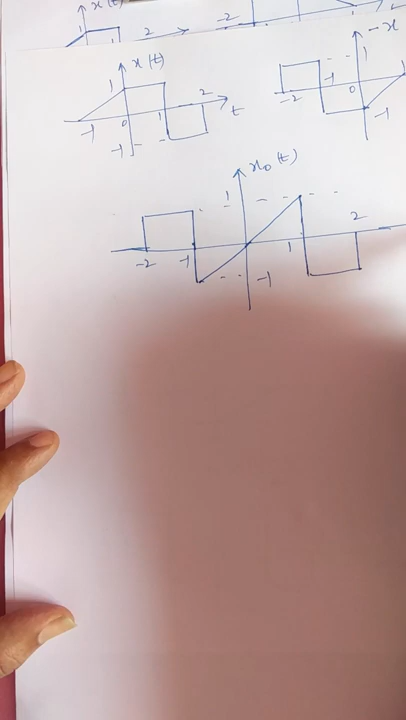 x(t)
1 2 -2
x(t) -x
1 1
-1 0 1 2 t -2 -1 0 1
-1 -1
x₀(t)
1
-2 -1 1 2
-1